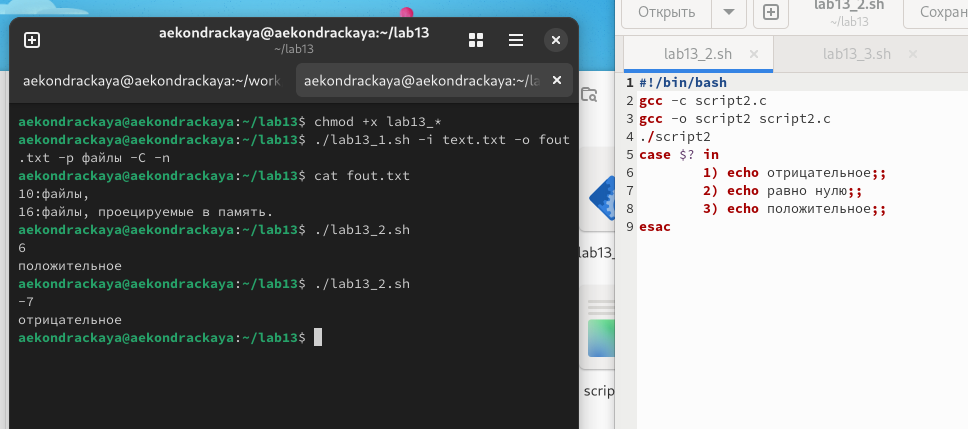 aekondrackaya@aekondrackaya:~/lab13
~/lab13
aekondrackaya@aekondrackaya:~/work
aekondrackaya@aekondrackaya:~/la
aekondrackaya@aekondrackaya:~/lab13$ chmod +x lab13_*
aekondrackaya@aekondrackaya:~/lab13$ ./lab13_1.sh -i text.txt -o fout
.txt -p файлы -C -n
aekondrackaya@aekondrackaya:~/lab13$ cat fout.txt
10:файлы,
16:файлы, проецируемые в память.
aekondrackaya@aekondrackaya:~/lab13$ ./lab13_2.sh
6
положительное
aekondrackaya@aekondrackaya:~/lab13$ ./lab13_2.sh
-7
отрицательное
aekondrackaya@aekondrackaya:~/lab13$
lab13_
scrip
Открыть
lab13_2.sh
~/lab13
Сохран
lab13_2.sh
lab13_3.sh
1 #!/bin/bash
2 gcc -c script2.c
3 gcc -o script2 script2.c
4 ./script2
5 case $? in
6 1) echo отрицательное;;
7 2) echo равно нулю;;
8 3) echo положительное;;
9 esac